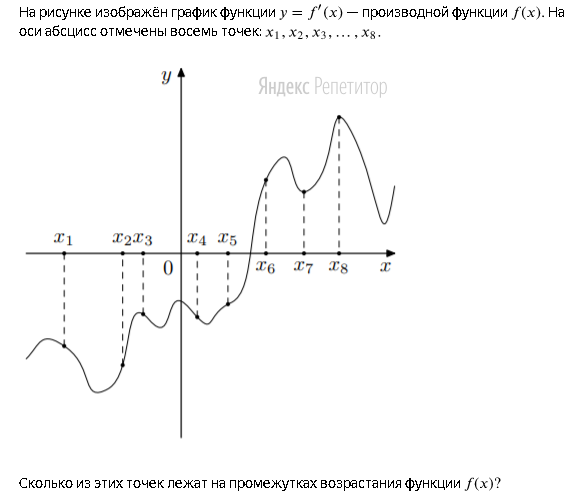 На рисунке изображён график функции y = f′(x) — производной функции f(x). На
оси абсцисс отмечены восемь точек: x₁, x₂, x₃, … , x₈.
y
Яндекс Репетитор
x₁ x₂ x₃ x₄ x₅
0 x₆ x₇ x₈ x
Сколько из этих точек лежат на промежутках возрастания функции f(x)?